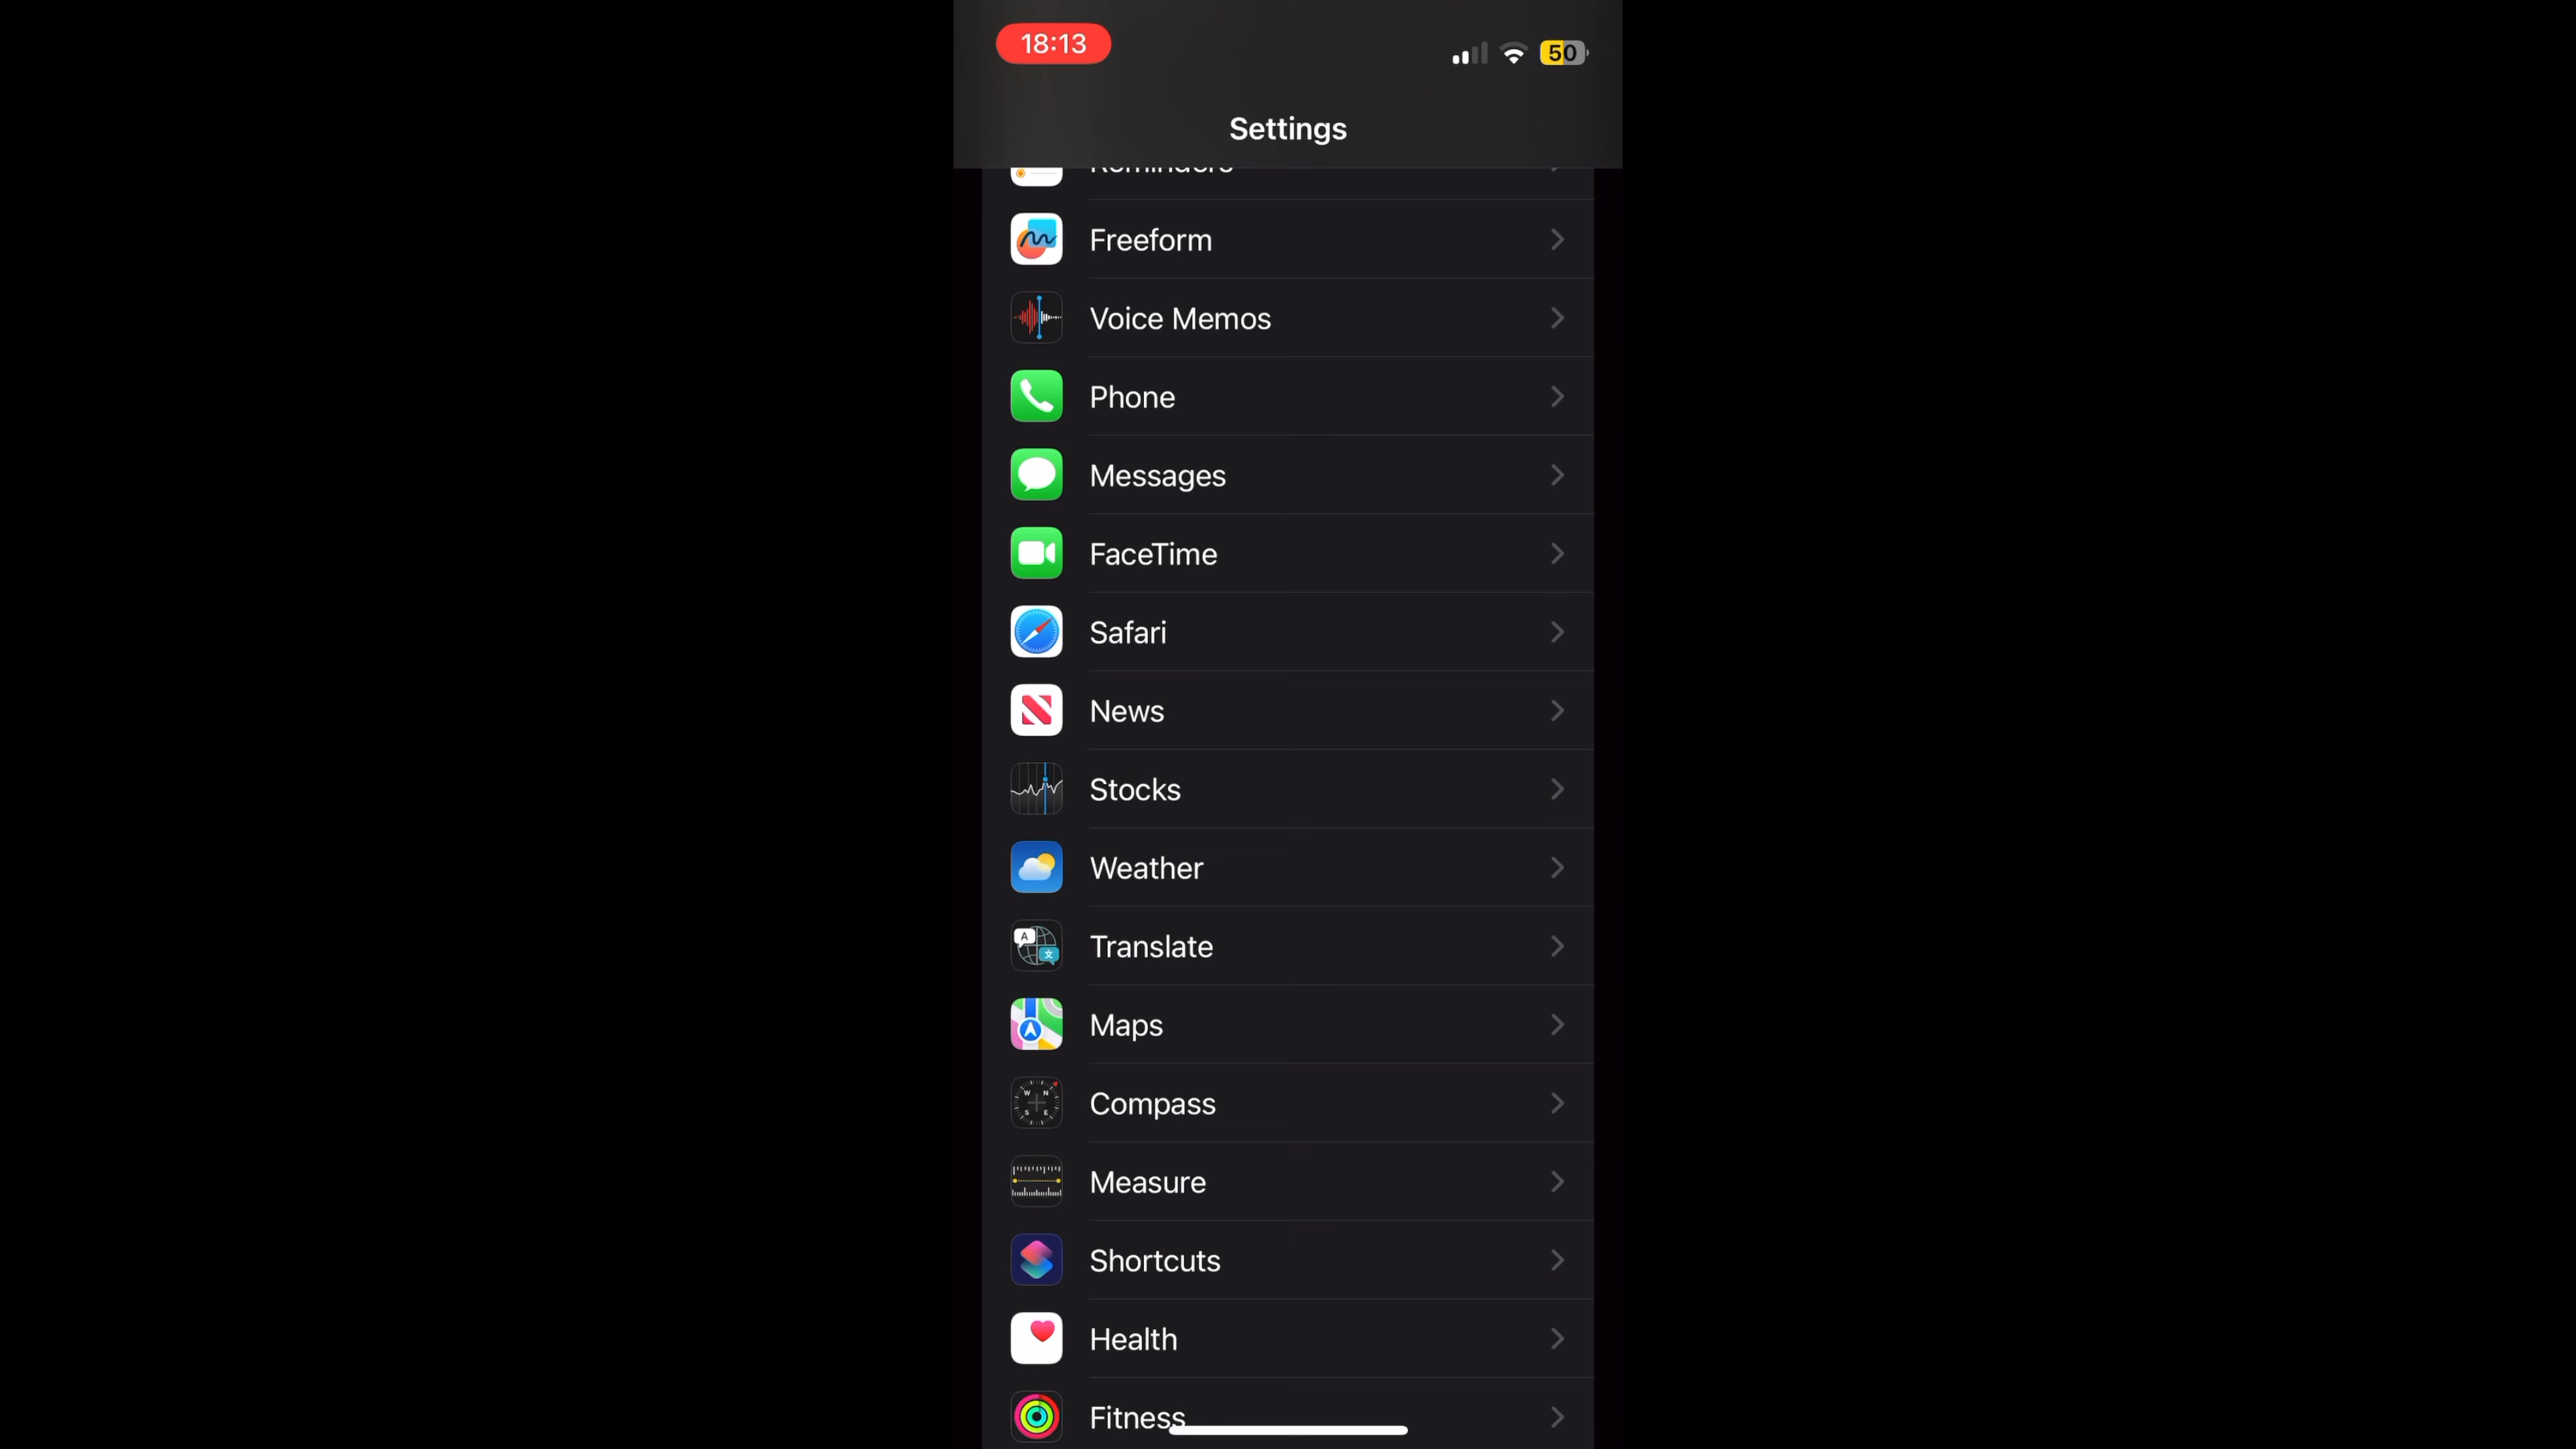 18:13
50
Settings
Reminders
Freeform
Voice Memos
Phone
Messages
FaceTime
Safari
News
Stocks
Weather
Translate
Maps
Compass
Measure
Shortcuts
Health
Fitness